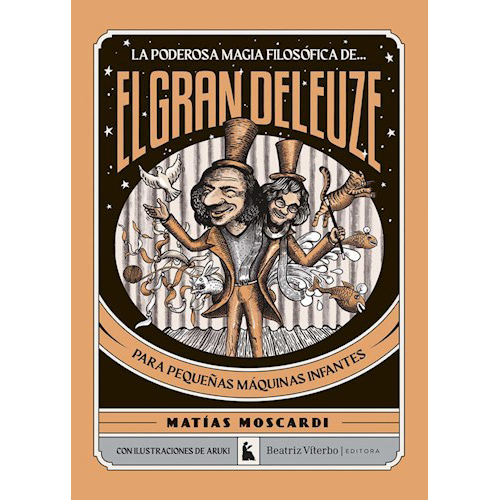 LA PODEROSA MAGIA FILOSÓFICA DE...
EL GRAN DELEUZE
PARA PEQUEÑAS MÁQUINAS INFANTES
MATÍAS MOSCARDI
CON ILUSTRACIONES DE ARUKI
Beatriz Viterbo | EDITORA